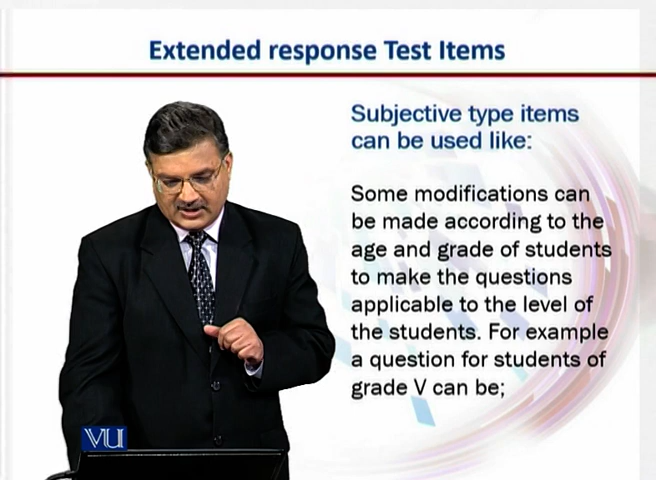 Extended response Test Items
Subjective type items
can be used like:
Some modifications can
be made according to the
age and grade of students
to make the questions
applicable to the level of
the students. For example
a question for students of
grade V can be;
VU